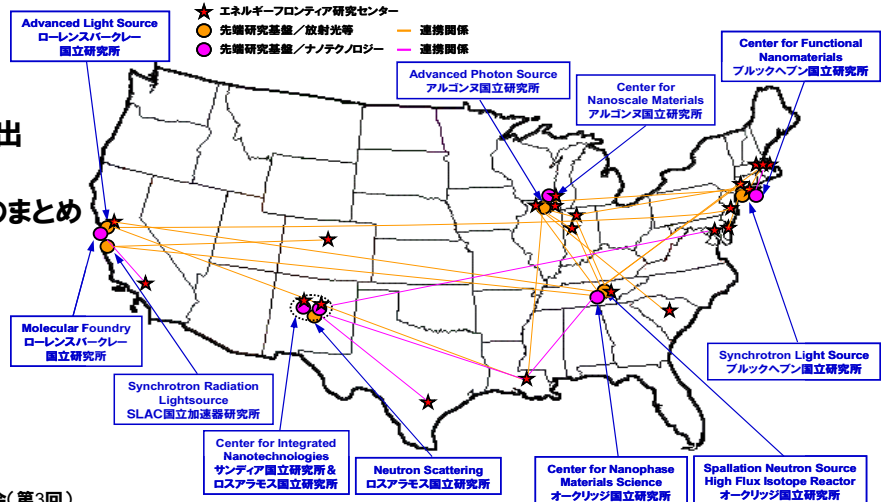 エネルギーフロンティア研究センター
先端研究基盤／放射光等 連携関係
先端研究基盤／ナノテクノロジー 連携関係
Advanced Light Source
ローレンスバークレー
国立研究所
Advanced Photon Source
アルゴンヌ国立研究所
Center for
Nanoscale Materials
アルゴンヌ国立研究所
Center for Functional
Nanomaterials
ブルックヘブン国立研究所
出
のまとめ
Molecular Foundry
ローレンスバークレー
国立研究所
Synchrotron Radiation
Lightsource
SLAC国立加速器研究所
Center for Integrated
Nanotechnologies
サンディア国立研究所＆
ロスアラモス国立研究所
Neutron Scattering
ロスアラモス国立研究所
Center for Nanophase
Materials Science
オークリッジ国立研究所
Spallation Neutron Source
High Flux Isotope Reactor
オークリッジ国立研究所
Synchrotron Light Source
ブルックヘブン国立研究所
会（第3回）